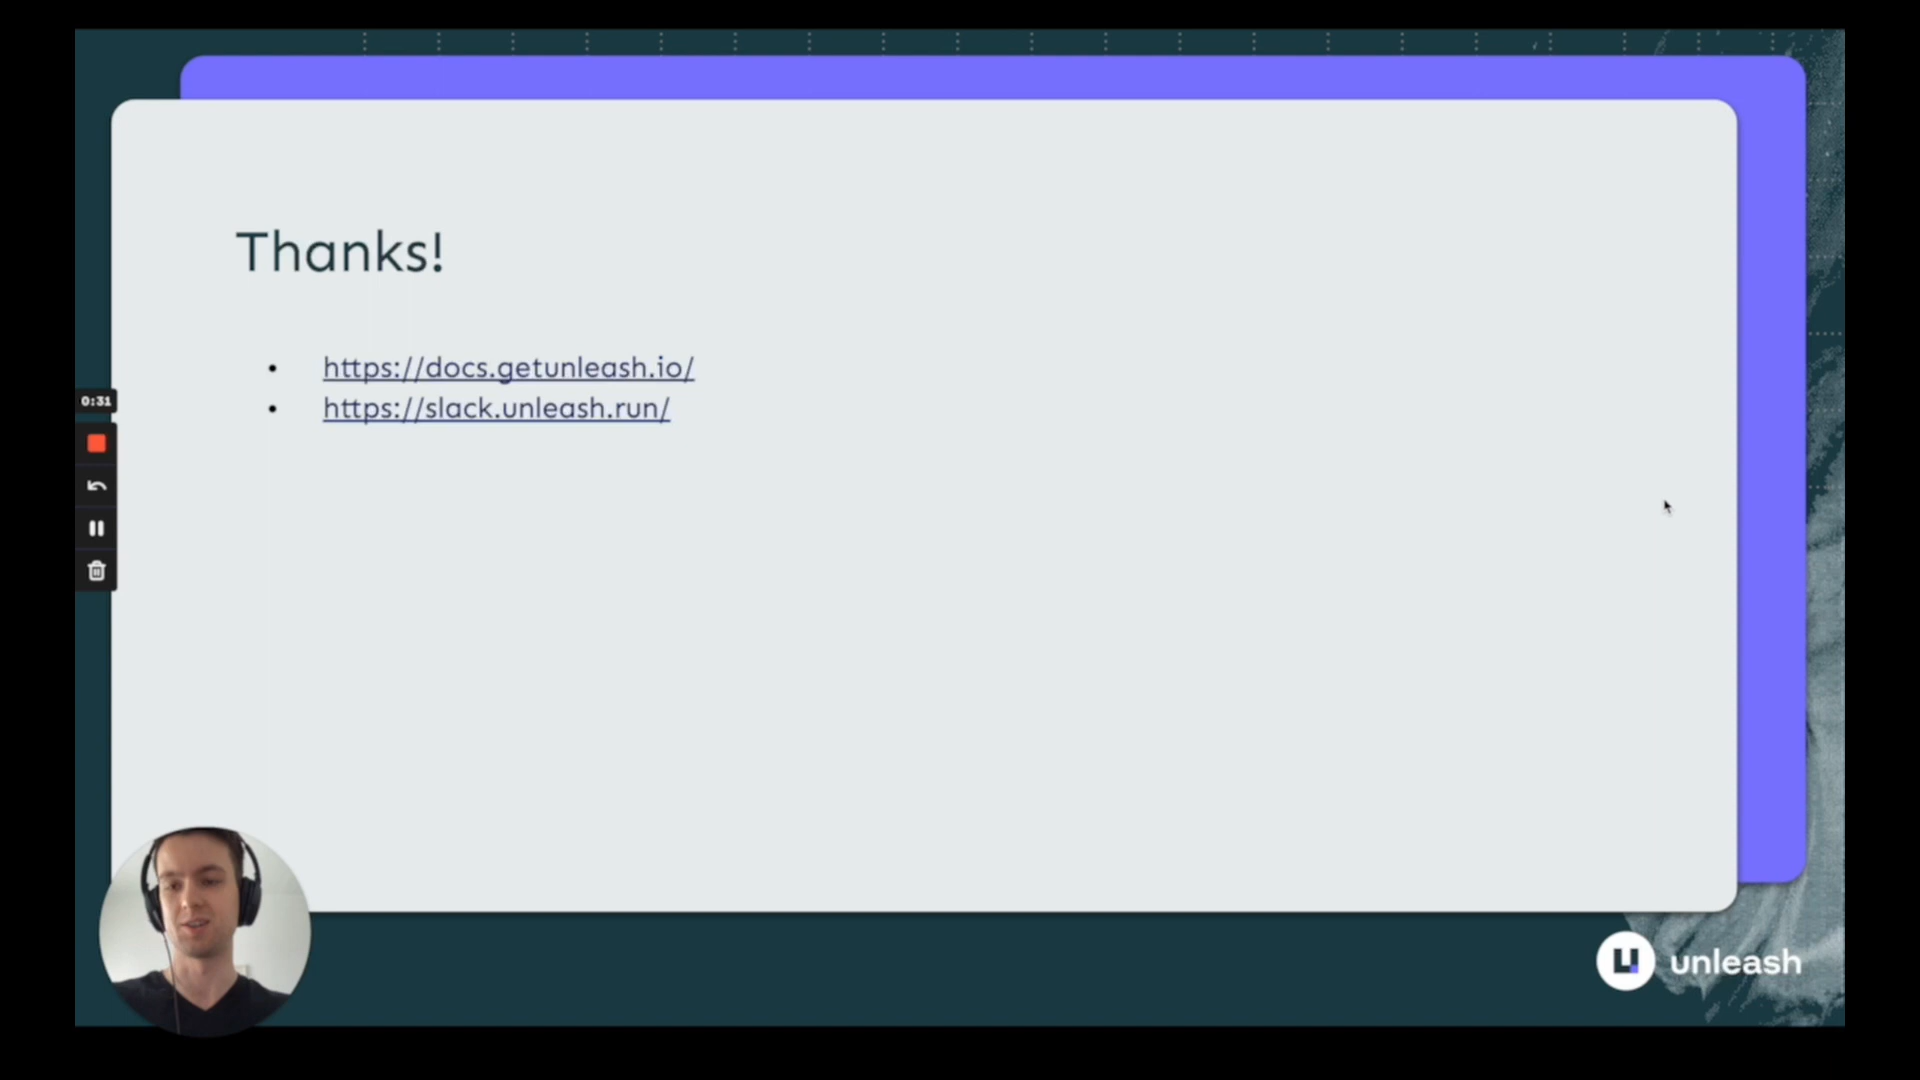 Thanks!
• https://docs.getunleash.io/
• https://slack.unleash.run/
0:31
unleash